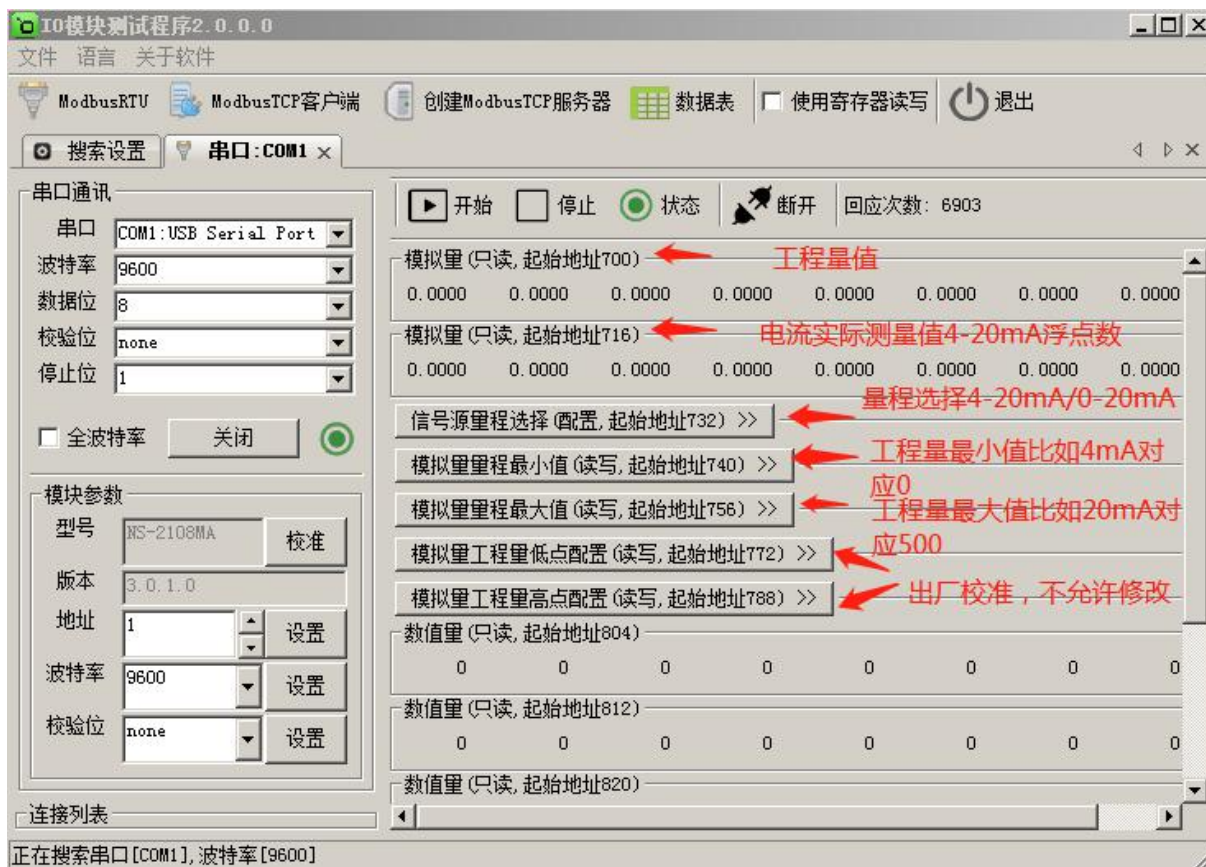 IO模块测试程序2.0.0.0
文件 语言 关于软件
ModbusRTU ModbusTCP客户端 创建ModbusTCP服务器 数据表 使用寄存器读写 退出
搜索设置 串口:COM1
串口通讯
串口 COM1:USB Serial Port
波特率 9600
数据位 8
校验位 none
停止位 1
全波特率 关闭
模块参数
型号 NS-2108MA 校准
版本 3.0.1.0
地址 1 设置
波特率 9600 设置
校验位 none 设置
连接列表
开始 停止 状态 断开 回应次数: 6903
模拟量(只读,起始地址700) 工程量值
0.0000 0.0000 0.0000 0.0000 0.0000 0.0000 0.0000 0.0000
模拟量(只读,起始地址716) 电流实际测量值4-20mA浮点数
0.0000 0.0000 0.0000 0.0000 0.0000 0.0000 0.0000 0.0000
信号源量程选择(配置,起始地址732) >> 量程选择4-20mA/0-20mA
模拟量量程最小值(读写,起始地址740) >> 工程量最小值比如4mA对
应0
模拟量量程最大值(读写,起始地址756) >> 工程量最大值比如20mA对
应500
模拟量工程量低点配置(读写,起始地址772) >>
模拟量工程量高点配置(读写,起始地址788) >> 出厂校准，不允许修改
数值量(只读,起始地址804)
0 0 0 0 0 0 0 0
数值量(只读,起始地址812)
0 0 0 0 0 0 0 0
数值量(只读,起始地址820)
正在搜索串口[COM1],波特率[9600]